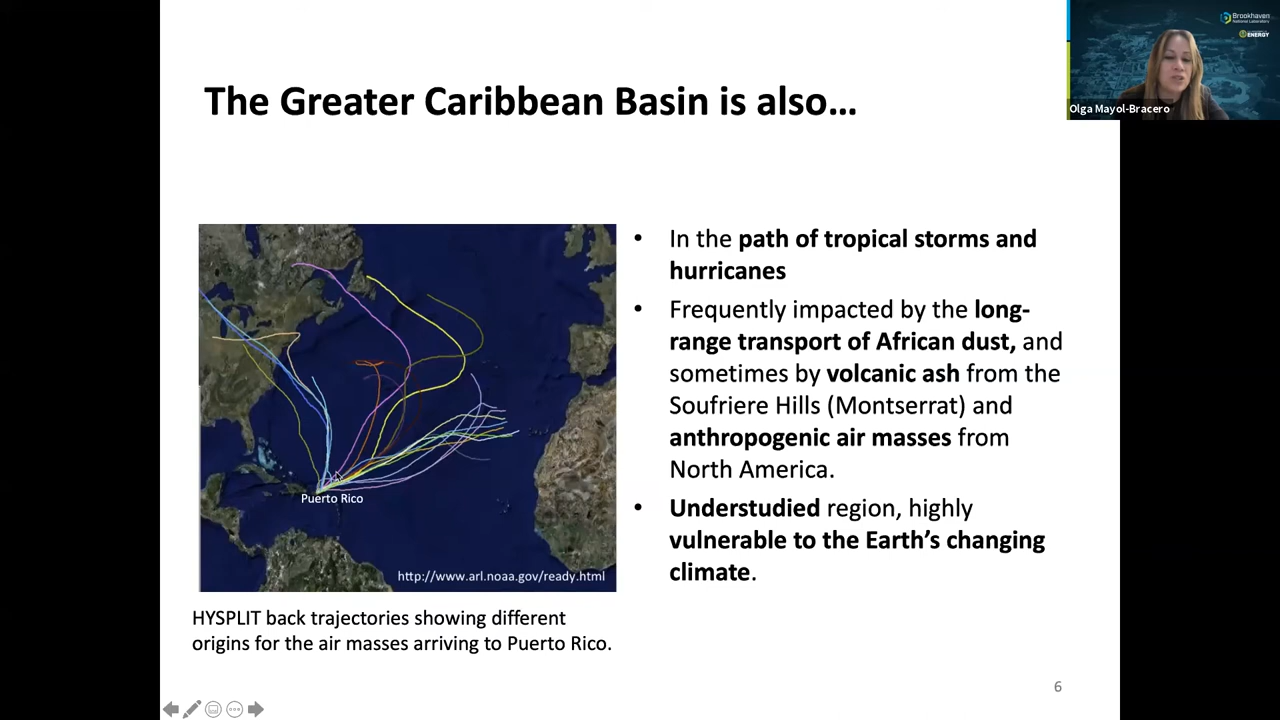 The Greater Caribbean Basin is also…
Brookhaven
National Laboratory
ENERGY
Olga Mayol-Bracero
Puerto Rico
http://www.arl.noaa.gov/ready.html
HYSPLIT back trajectories showing different
origins for the air masses arriving to Puerto Rico.
• In the path of tropical storms and
hurricanes
• Frequently impacted by the long-
range transport of African dust, and
sometimes by volcanic ash from the
Soufriere Hills (Montserrat) and
anthropogenic air masses from
North America.
• Understudied region, highly
vulnerable to the Earth’s changing
climate.
6